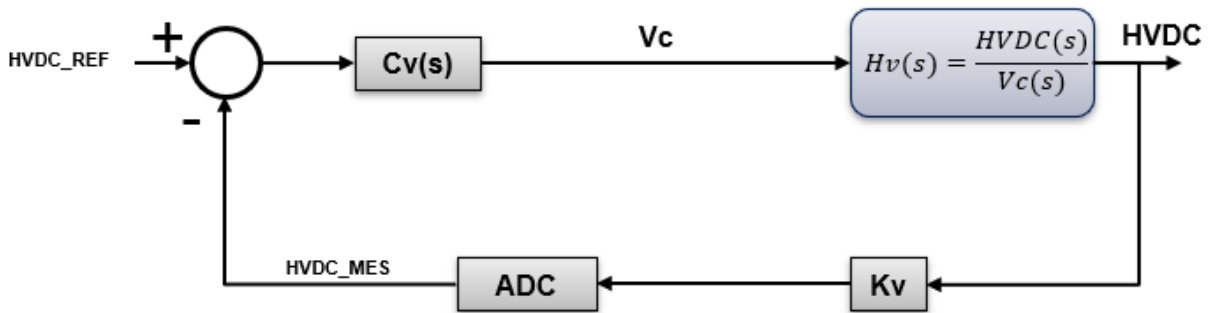 HVDC_REF
+
-
Cv(s)
Vc
Hv(s) = HVDC(s)/Vc(s)
HVDC
HVDC_MES
ADC
Kv